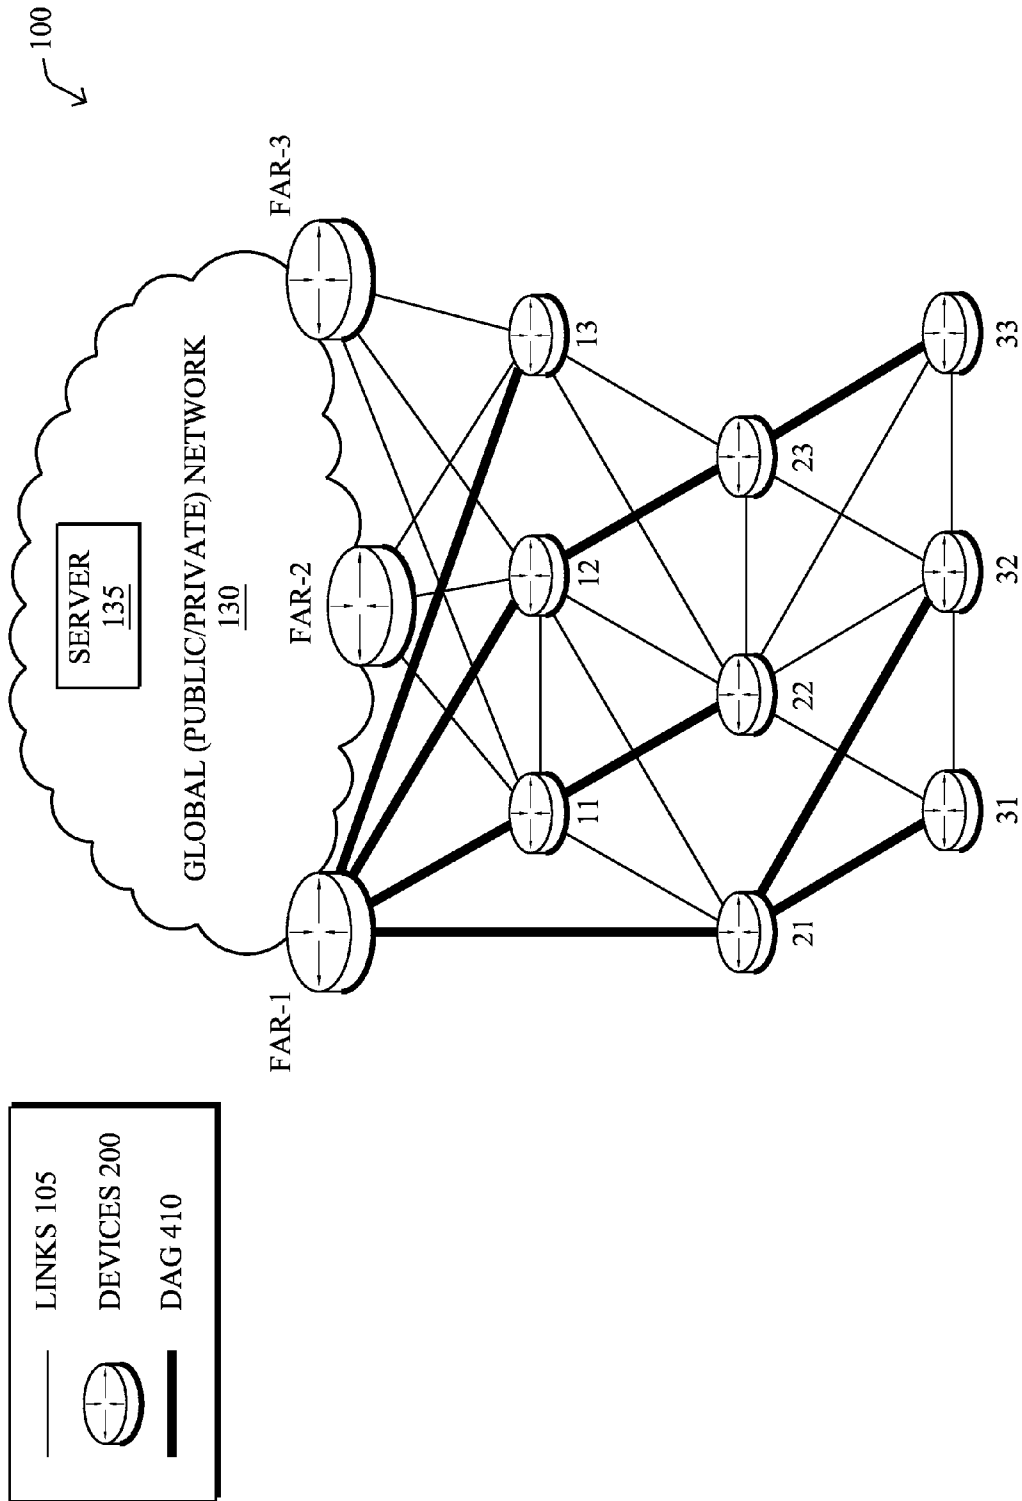 100
SERVER
135
GLOBAL (PUBLIC/PRIVATE) NETWORK
130
FAR-1
FAR-2
FAR-3
11
12
13
21
22
23
31
32
33
LINKS 105
DEVICES 200
DAG 410